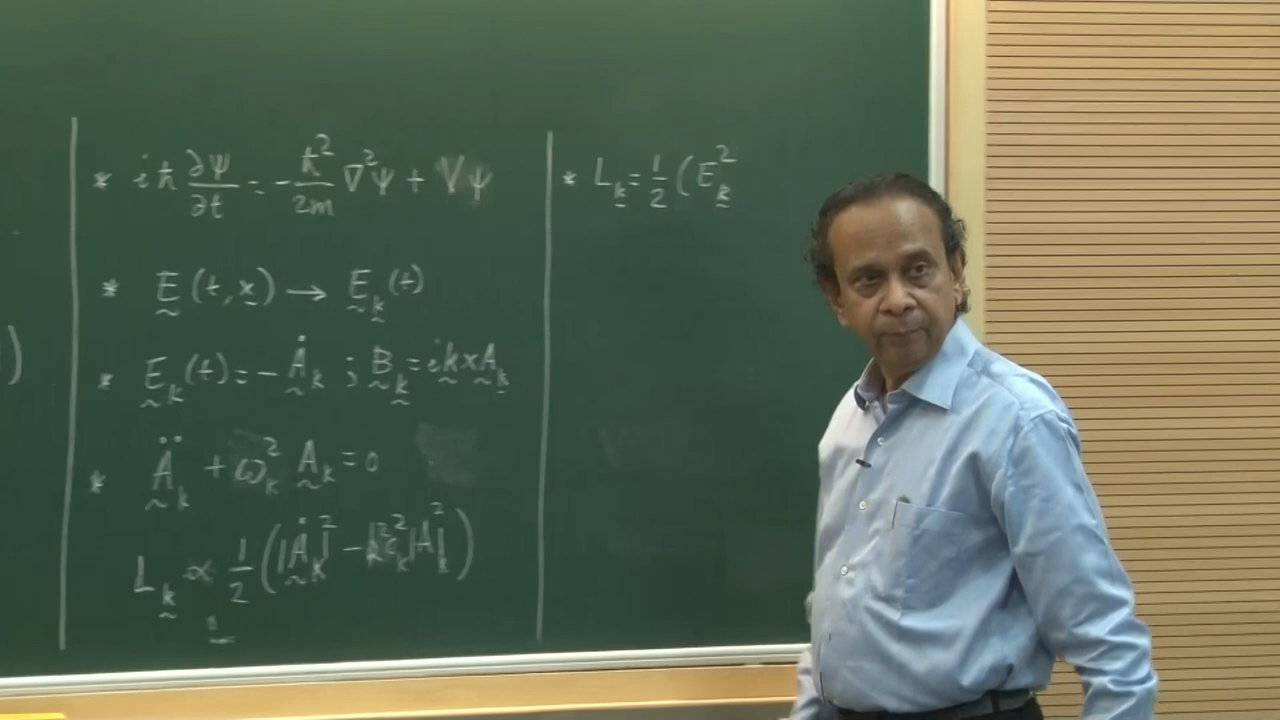 )
* iħ ∂ψ/∂t = -ħ²/2m ∇²ψ + Vψ
* E(t,x) → E_k(t)
* E_k(t) = -Ȧ_k ; B_k = ik×A_k
* Ä_k + ω_k² A_k = 0
L_k ∝ 1/2 (|Ȧ_k|² - |A_k|²)
* L_k = 1/2 (E_k²